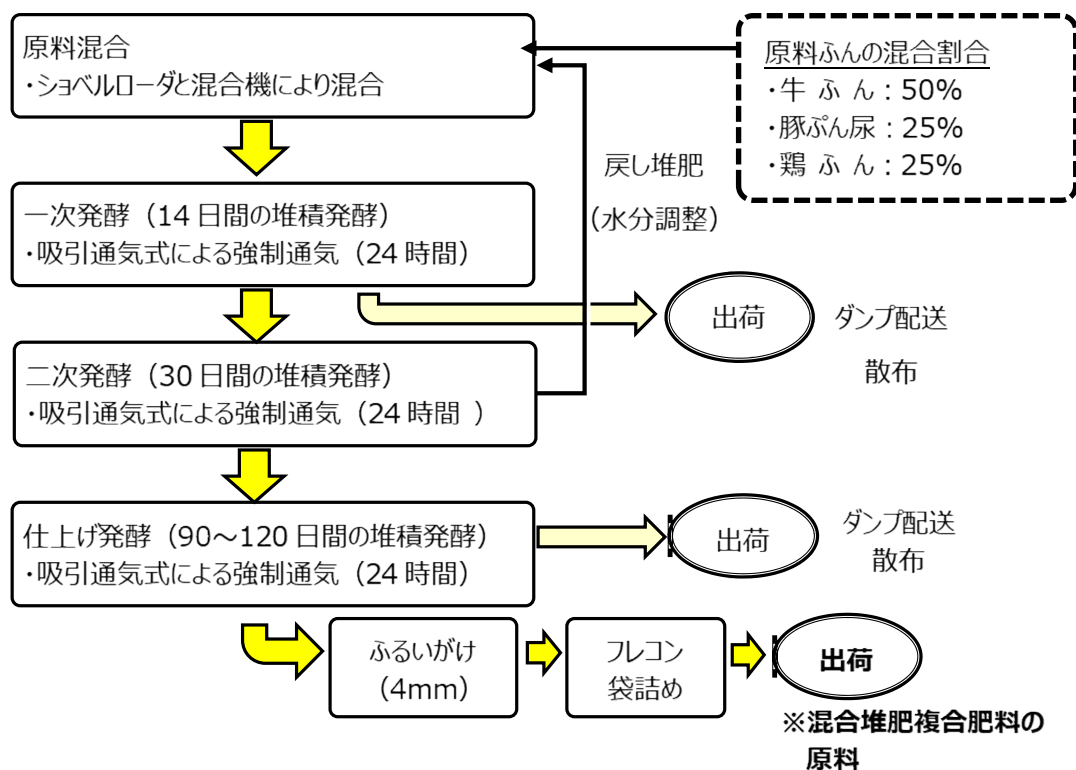 原料混合
・ショベルローダと混合機により混合
原料ふんの混合割合
・牛 ふ ん：50%
・豚ぷん尿：25%
・鶏 ふ ん：25%
戻し堆肥
（水分調整）
一次発酵（14 日間の堆積発酵）
・吸引通気式による強制通気（24 時間）
出荷
ダンプ配送
散布
二次発酵（30 日間の堆積発酵）
・吸引通気式による強制通気（24 時間 ）
仕上げ発酵（90～120 日間の堆積発酵）
・吸引通気式による強制通気（24 時間）
出荷
ダンプ配送
散布
ふるいがけ
（4mm）
フレコン
袋詰め
出荷
※混合堆肥複合肥料の
原料